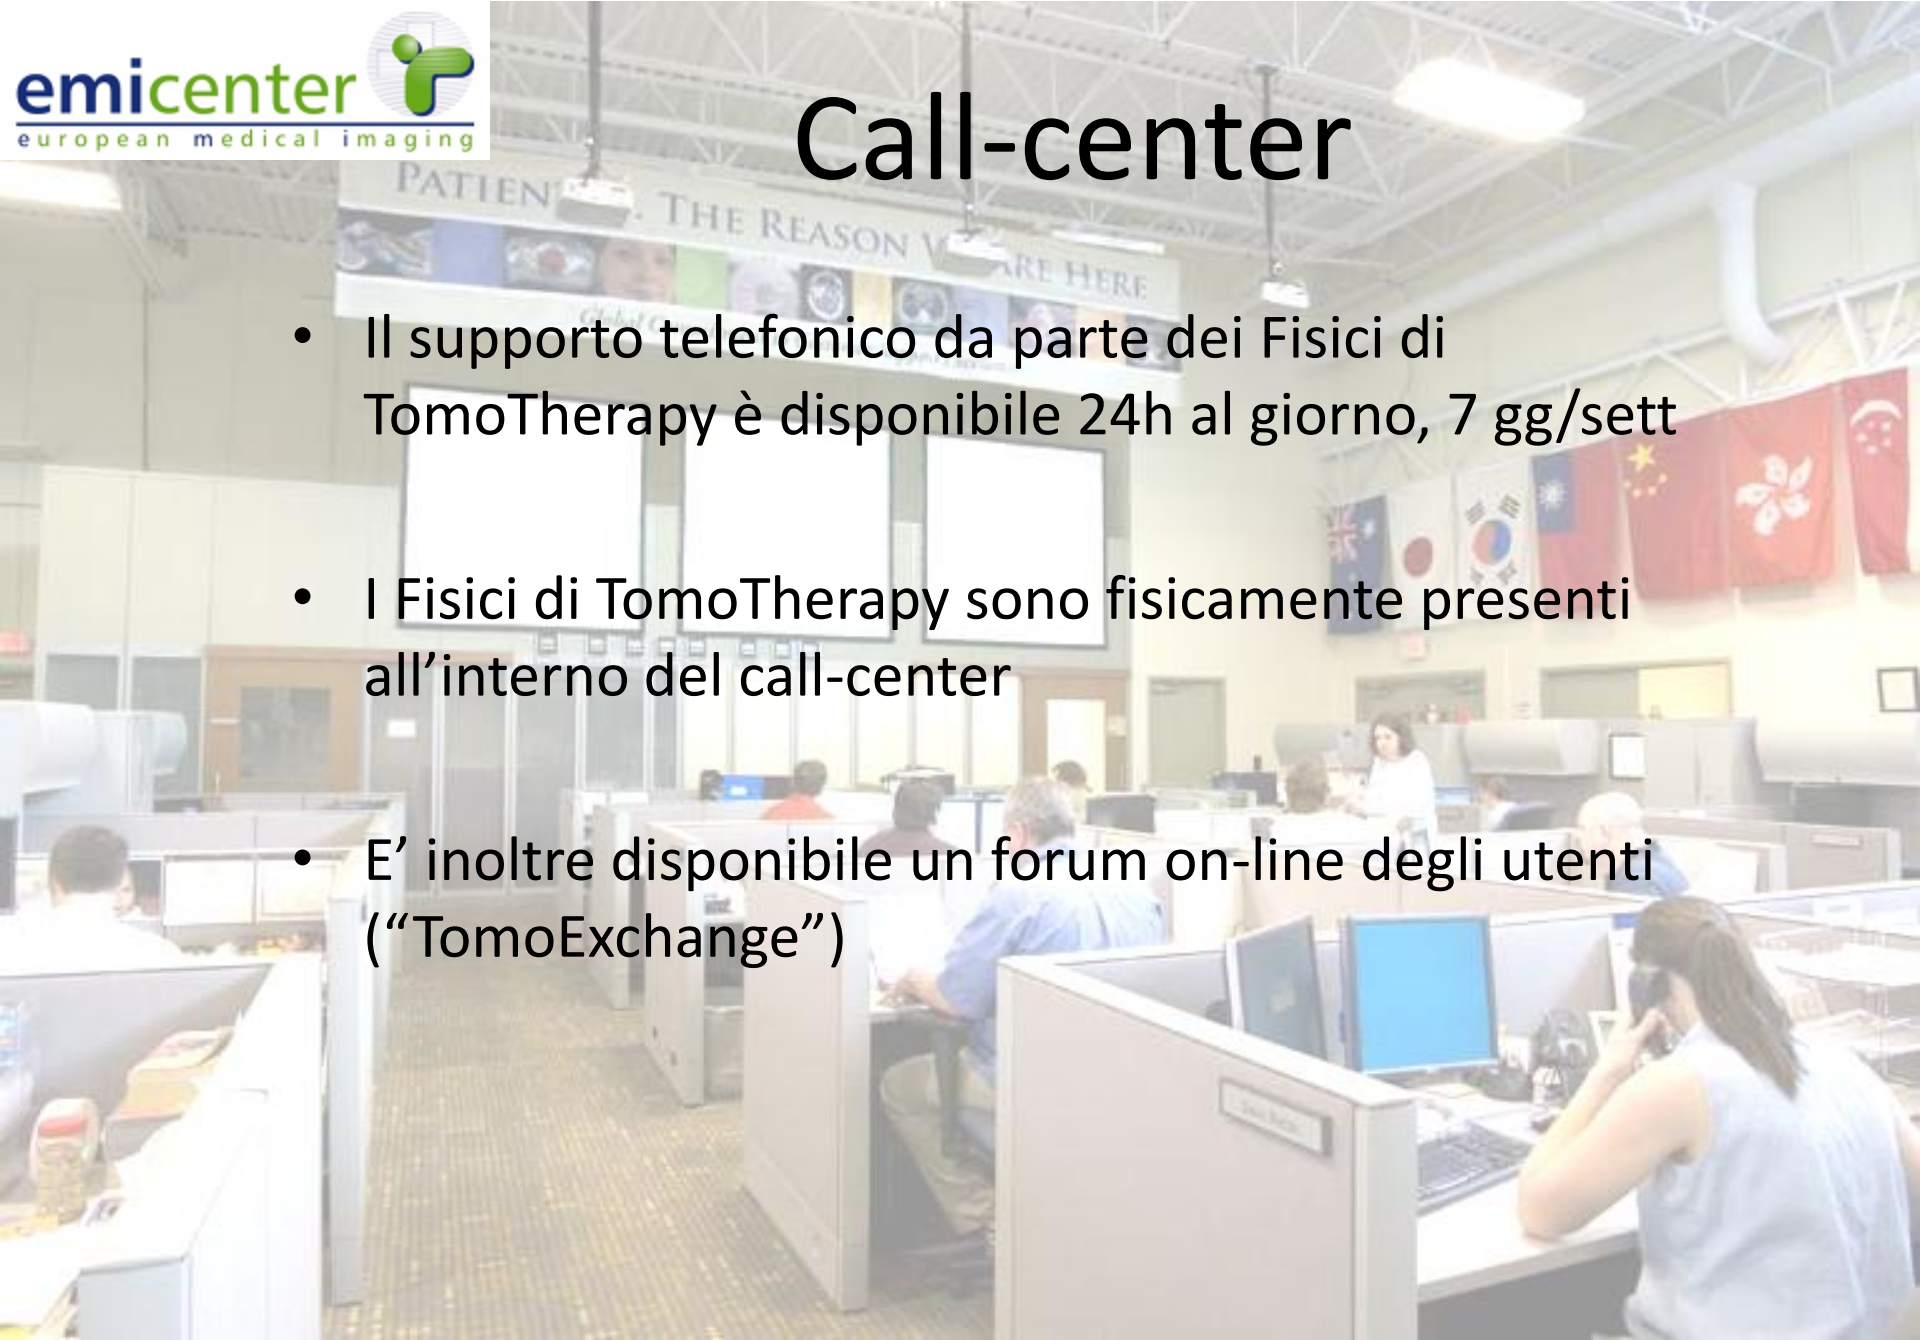 emicenter
european medical imaging
Call-center
THE REASON ARE HERE
• Il supporto telefonico da parte dei Fisici di
TomoTherapy è disponibile 24h al giorno, 7 gg/sett
• I Fisici di TomoTherapy sono fisicamente presenti
all’interno del call-center
• E’ inoltre disponibile un forum on-line degli utenti
(“TomoExchange”)